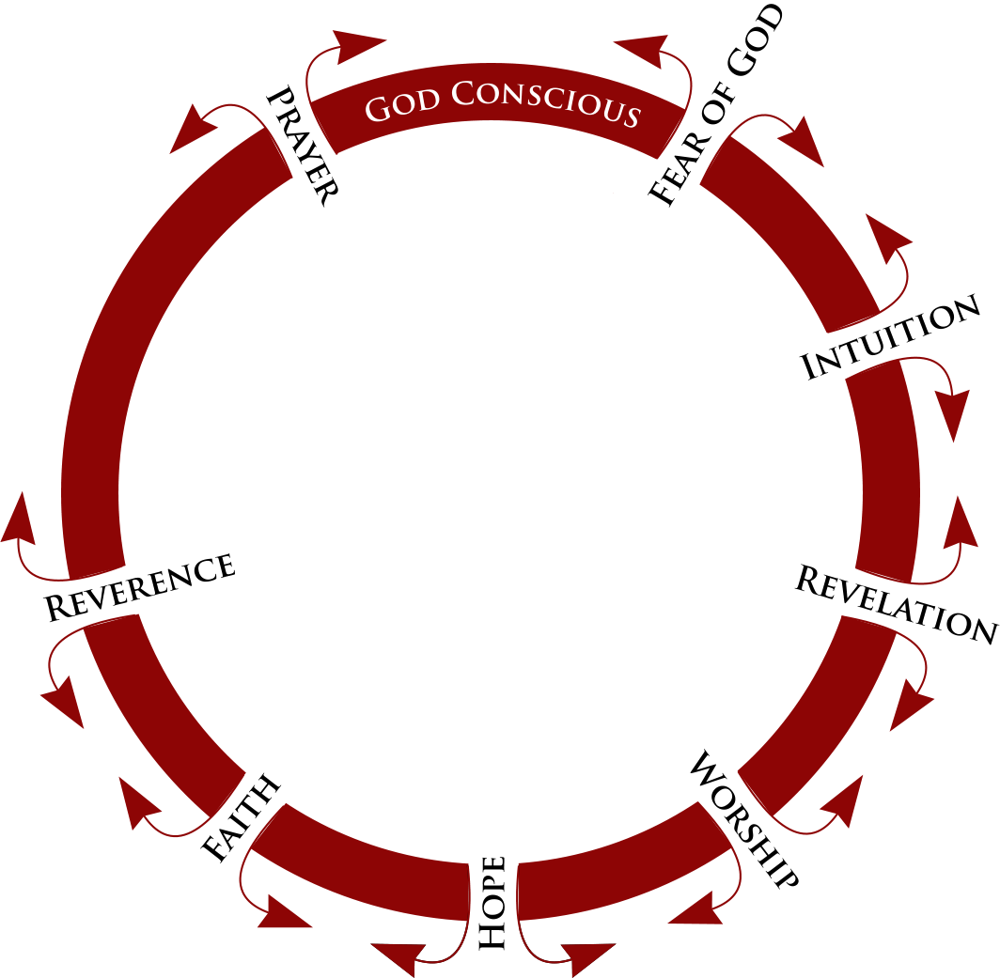 God Conscious
Fear of God
Intuition
Revelation
Worship
Hope
Faith
Reverence
Prayer